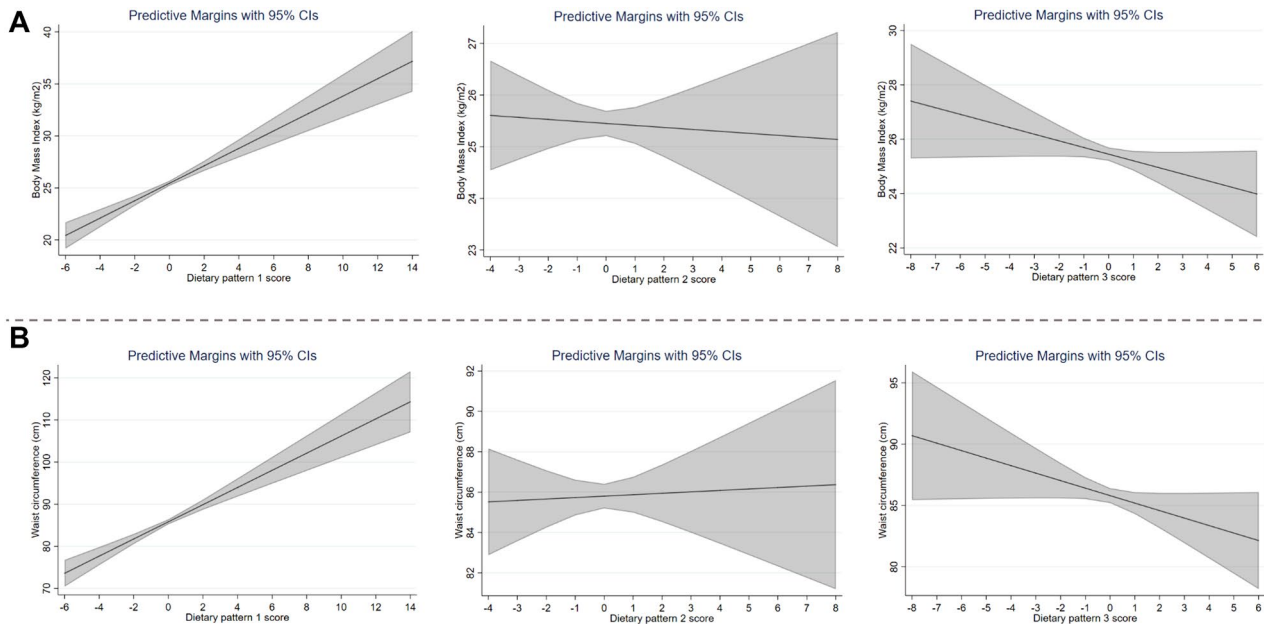 A
Predictive Margins with 95% CIs
Body Mass Index (kg/m2)
40
35
30
25
20
-6 -4 -2 0 2 4 6 8 10 12 14
Dietary pattern 1 score
Predictive Margins with 95% CIs
Body Mass Index (kg/m2)
27
26
25
24
23
-4 -3 -2 -1 0 1 2 3 4 5 6 7 8
Dietary pattern 2 score
Predictive Margins with 95% CIs
Body Mass Index (kg/m2)
30
28
26
24
22
-8 -7 -6 -5 -4 -3 -2 -1 0 1 2 3 4 5 6
Dietary pattern 3 score
B
Predictive Margins with 95% CIs
Waist circumference (cm)
120
110
100
90
80
70
-6 -4 -2 0 2 4 6 8 10 12 14
Dietary pattern 1 score
Predictive Margins with 95% CIs
Waist circumference (cm)
92
90
88
86
84
82
-4 -3 -2 -1 0 1 2 3 4 5 6 7 8
Dietary pattern 2 score
Predictive Margins with 95% CIs
Waist circumference (cm)
95
90
85
80
-8 -7 -6 -5 -4 -3 -2 -1 0 1 2 3 4 5 6
Dietary pattern 3 score